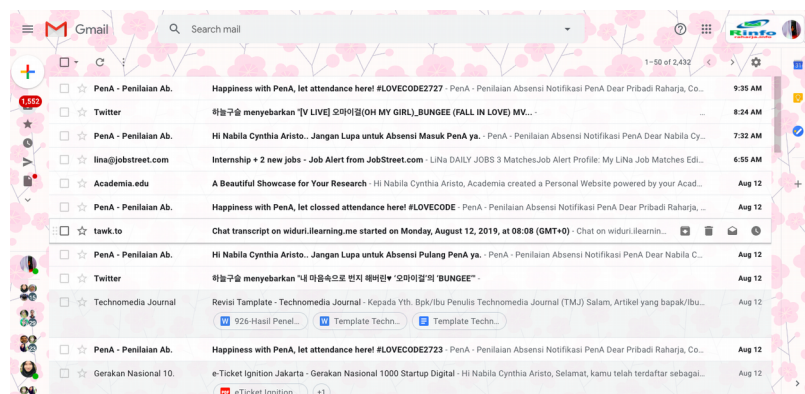 Gmail
Search mail
Rinfo
raharja.info
1–50 of 2,432
1,552
PenA - Penilaian Ab. Happiness with PenA, let attendance here! #LOVECODE2727 - PenA - Penilaian Absensi Notifikasi PenA Dear Raharja, Co... 9:35 AM
Twitter 하늘구슬 menyebarkan "[V LIVE] 오마이걸(OH MY GIRL)_BUNGEE (FALL IN LOVE) MV... - ... 8:24 AM
PenA - Penilaian Ab. Hi Nabila Cynthia Aristo.. Jangan Lupa untuk Absensi Masuk PenA ya. - PenA - Penilaian Absensi Notifikasi PenA Dear Nabila Cy... 7:32 AM
lina@jobstreet.com Internship + 2 new jobs - Job Alert from JobStreet.com - LiNa DAILY JOBS 3 MatchesJob Alert Profile: My LiNa Job Matches Edi... 6:55 AM
Academia.edu A Beautiful Showcase for Your Research - Hi Nabila Cynthia Aristo, Academia created a Personal Website powered by your Acad... Aug 12
PenA - Penilaian Ab. Happiness with PenA, let clossed attendance here! #LOVECODE - PenA - Penilaian Absensi Notifikasi PenA Dear Pribadi Raharja, ... Aug 12
tawk.to Chat transcript on widuri.ilearning.me started on Monday, August 12, 2019, at 08:08 (GMT+0) - Chat on widuri.ilearnin...
PenA - Penilaian Ab. Hi Nabila Cynthia Aristo.. Jangan Lupa untuk Absensi Pulang PenA ya. - PenA - Penilaian Absensi Notifikasi PenA Dear Nabila C... Aug 12
Twitter 하늘구슬 menyebarkan "내 마음속으로 번지 해버린♥ '오마이걸'의 'BUNGEE'" - Aug 12
Technomedia Journal Revisi Tamplate - Technomedia Journal - Kepada Yth. Bpk/Ibu Penulis Technomedia Journal (TMJ) Salam, Artikel yang bapak/Ibu... Aug 12
926-Hasil Penel... Template Techn... Template Techn...
PenA - Penilaian Ab. Happiness with PenA, let attendance here! #LOVECODE2723 - PenA - Penilaian Absensi Notifikasi PenA Dear Pribadi Raharja, Co... Aug 12
Gerakan Nasional 10. e-Ticket Ignition Jakarta - Gerakan Nasional 1000 Startup Digital - Hi Nabila Cynthia Aristo, Selamat, kamu telah terdaftar sebagai... Aug 12
eTicket Ignition... +1